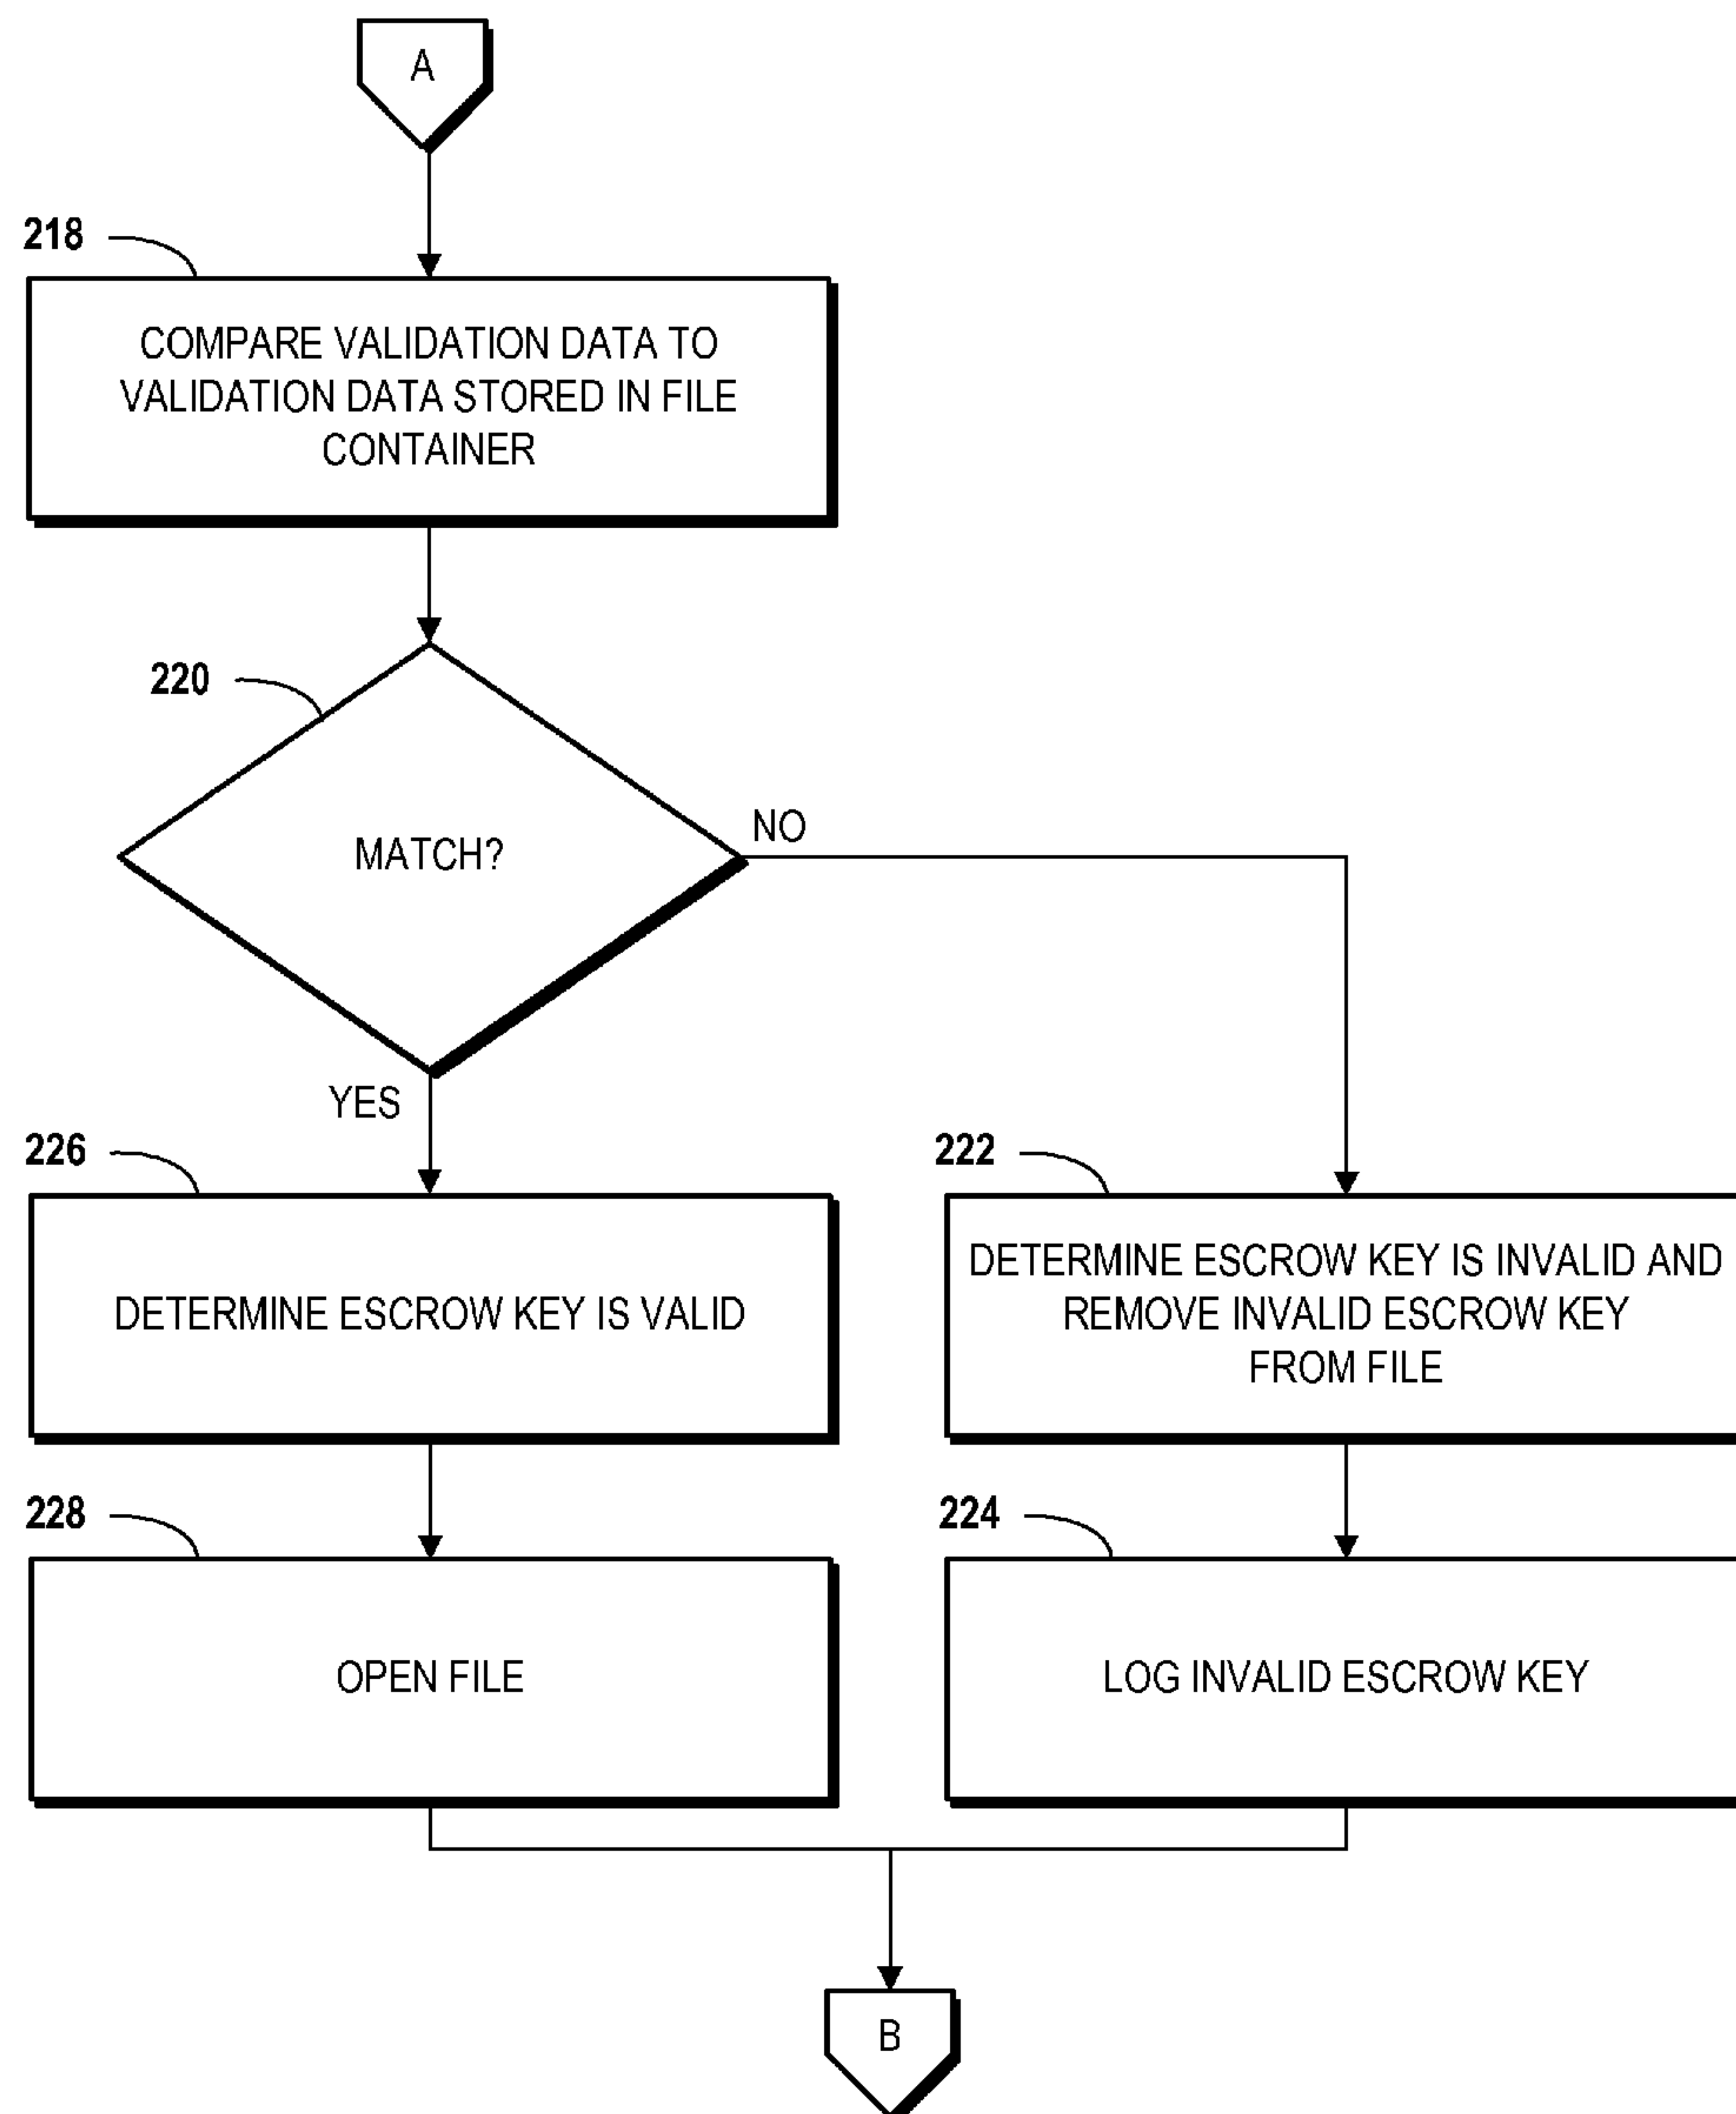 A
218
COMPARE VALIDATION DATA TO
VALIDATION DATA STORED IN FILE
CONTAINER
220
MATCH?
NO
YES
226
DETERMINE ESCROW KEY IS VALID
222
DETERMINE ESCROW KEY IS INVALID AND
REMOVE INVALID ESCROW KEY
FROM FILE
228
OPEN FILE
224
LOG INVALID ESCROW KEY
B